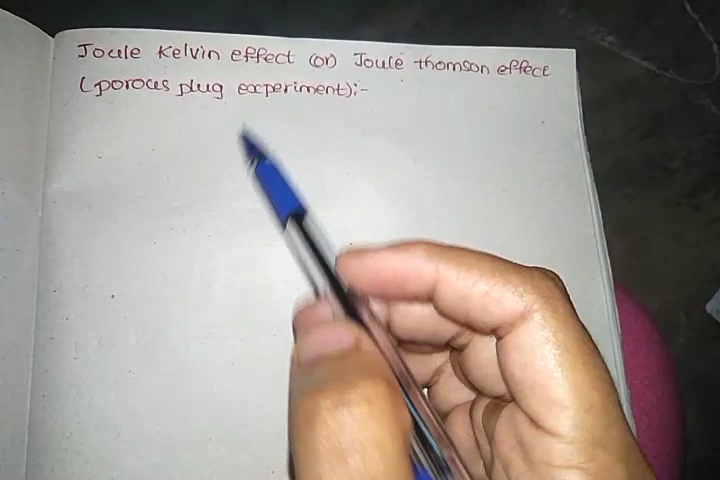 Joule Kelvin effect (or) Joule thomson effect
(porous plug experiment):-